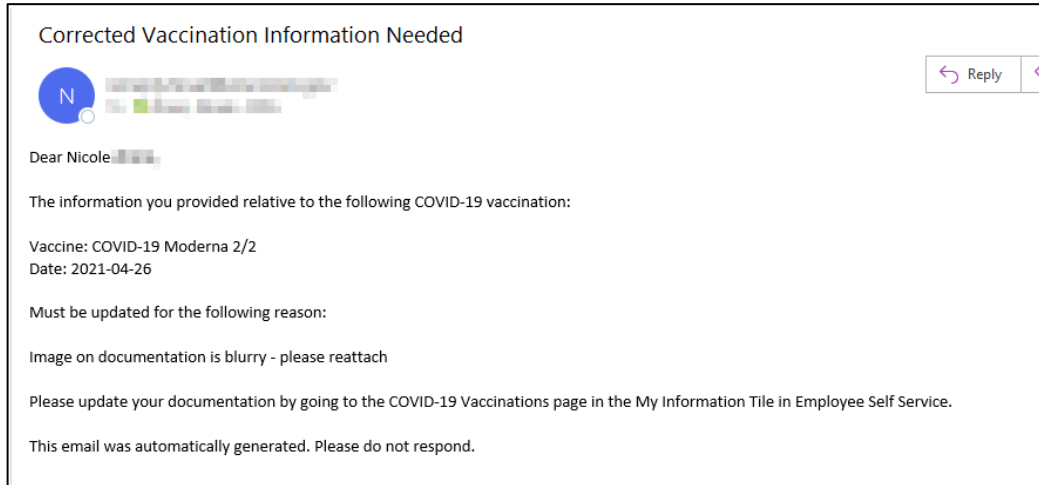 Corrected Vaccination Information Needed
N
Reply
Dear Nicole
The information you provided relative to the following COVID-19 vaccination:
Vaccine: COVID-19 Moderna 2/2
Date: 2021-04-26
Must be updated for the following reason:
Image on documentation is blurry - please reattach
Please update your documentation by going to the COVID-19 Vaccinations page in the My Information Tile in Employee Self Service.
This email was automatically generated. Please do not respond.